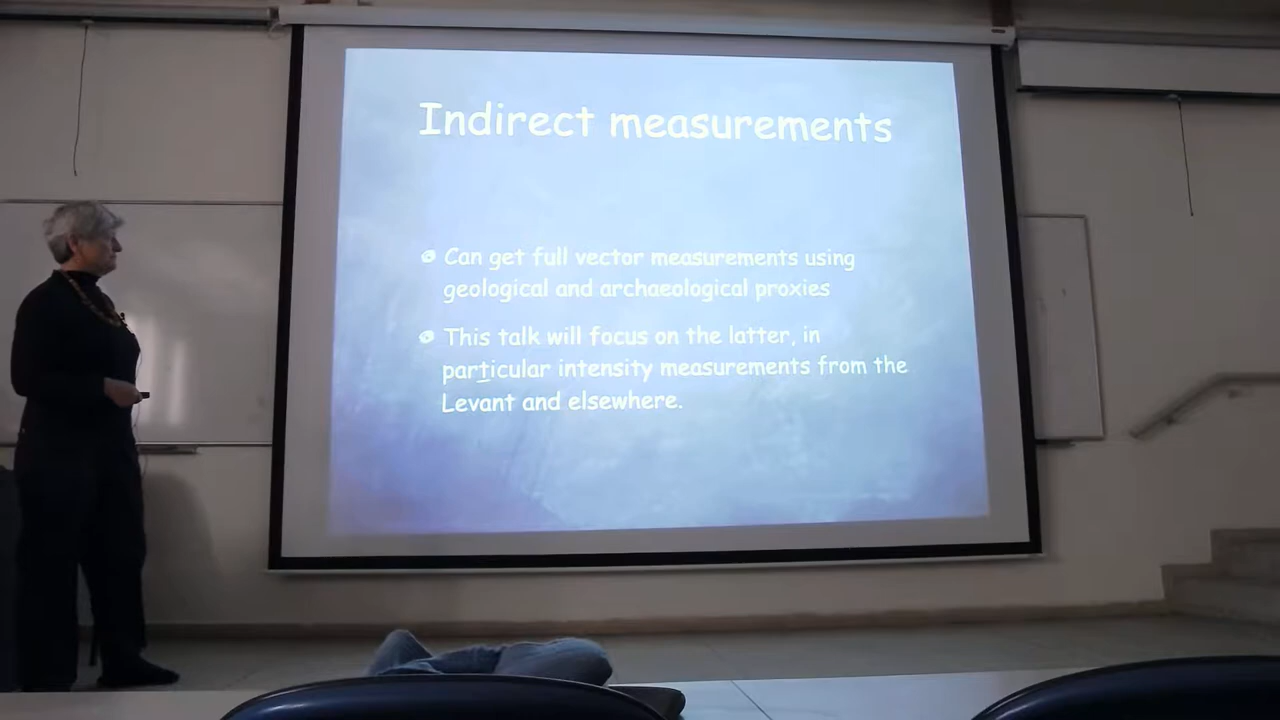 Indirect measurements
Can get full vector measurements using
geological and archaeological proxies
This talk will focus on the latter, in
particular intensity measurements from the
Levant and elsewhere.